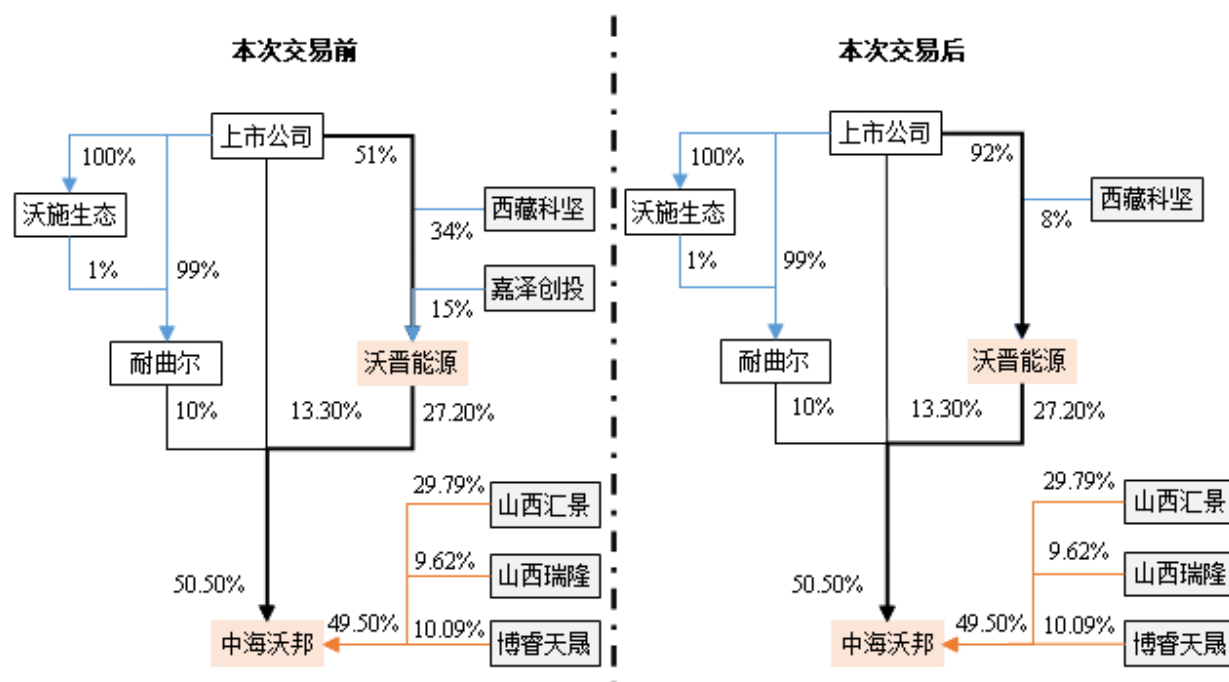 本次交易前
上市公司
100%
51%
沃施生态
西藏科坚
34%
1%
99%
嘉泽创投
15%
耐曲尔
沃晋能源
10%
13.30%
27.20%
29.79%
山西汇景
9.62%
山西瑞隆
50.50%
49.50%
10.09%
博睿天晟
中海沃邦
本次交易后
上市公司
100%
92%
沃施生态
西藏科坚
8%
1%
99%
耐曲尔
沃晋能源
10%
13.30%
27.20%
29.79%
山西汇景
9.62%
山西瑞隆
50.50%
49.50%
10.09%
博睿天晟
中海沃邦